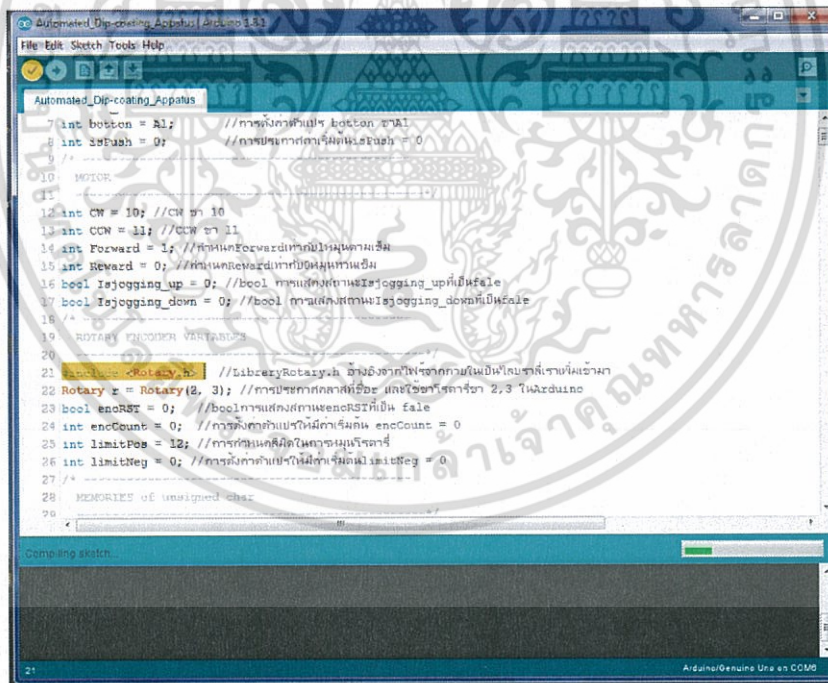 Automated_Dip-coating_Appatus | Arduino 1.8.1
File Edit Sketch Tools Help
Automated_Dip-coating_Appatus
7 int botton = A1; //การตั้งค่าตัวแปร botton ขาA1
8 int isPush = 0; //การประกาศค่าเริ่มต้นisPush = 0
9 /* ----------------------------------------
10 MOTOR
11 ----------------------------------------*/
12 int CW = 10; //CW ขา 10
13 int CCW = 11; //CCW ขา 11
14 int Forward = 1; //กำหนดForwardเท่ากับ1หมุนตามเข็ม
15 int Reward = 0; //กำหนดRewardเท่ากับ0หมุนทวนเข็ม
16 bool Isjogging_up = 0; //bool การแสดงสถานะIsjogging_upที่เป็นfale
17 bool Isjogging_down = 0; //bool การแสดงสถานะIsjogging_downที่เป็นfale
18 /* ----------------------------------------
19 ROTARY ENCODER VARIABLES
20 ----------------------------------------*/
21 #include <Rotary.h> //LibreryRotary.h อ้างอิงจากไฟร์จากภายในเป็นไลบรารี่ที่เราเพิ่มเข้ามา
22 Rotary r = Rotary(2, 3); //การประกาศคลาสที่ชื่อr และใช้ขาโรตารี่ขา 2,3 ในArduino
23 bool encRST = 0; //boolการแสดงสถานะencRSTที่เป็น fale
24 int encCount = 0; //การตั้งค่าตัวแปรให้มีค่าเริ่มต้น encCount = 0
25 int limitPos = 12; //การกำหนดลิมิตในการหมุนโรตารี่
26 int limitNeg = 0; //การตั้งค่าตัวแปรให้มีค่าเริ่มต้นlimitNeg = 0
27 /* ----------------------------------------
28 MEMORIES of unsigned char
29 ----------------------------------------*/
Compiling sketch...
21 Arduino/Genuino Uno on COM6